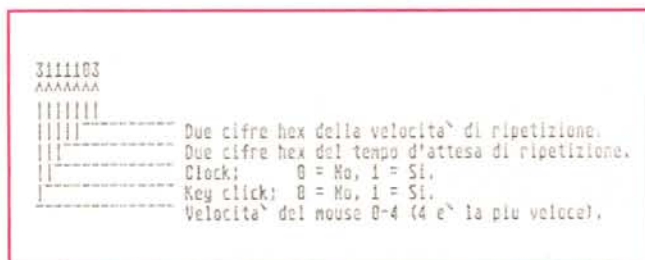 3111103
^^^^^^^
|||||||
|||||--------- Due cifre hex della velocita` di ripetizione.
|||----------- Due cifre hex del tempo d'attesa di ripetizione.
||------------ Clock: 0 = No, 1 = Si.
|------------- Key click: 0 = No, 1 = Si.
-------------- Velocita` del mouse 0-4 (4 e` la piu veloce).